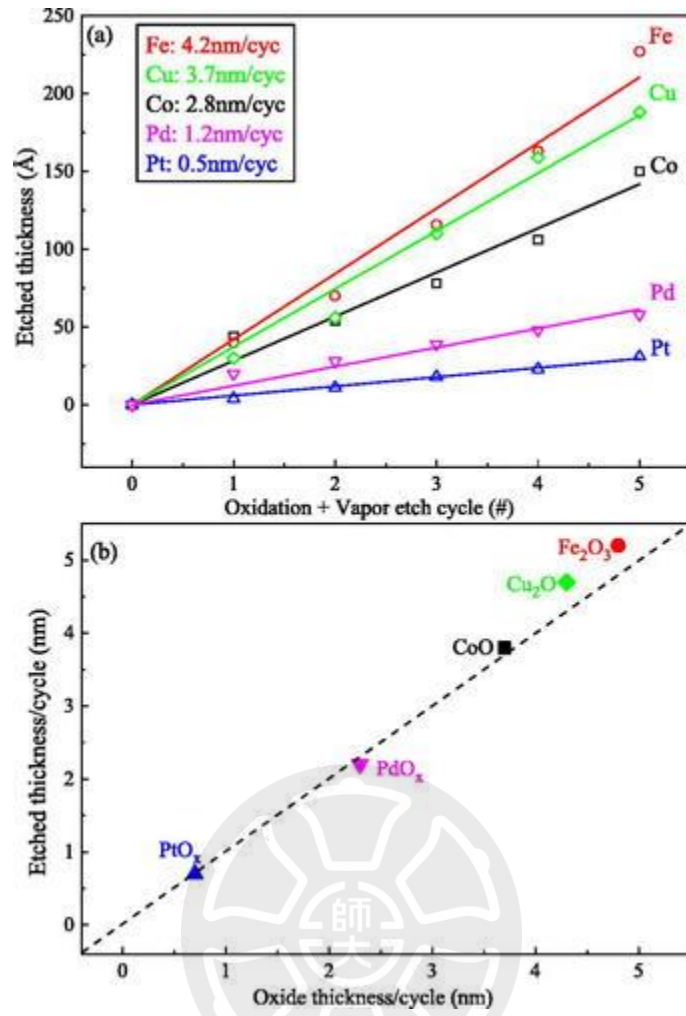 (a)
Fe: 4.2nm/cyc
Cu: 3.7nm/cyc
Co: 2.8nm/cyc
Pd: 1.2nm/cyc
Pt: 0.5nm/cyc
Fe
Cu
Co
Pd
Pt
250
200
150
100
50
0
Etched thickness (Å)
0 1 2 3 4 5
Oxidation + Vapor etch cycle (#)
(b)
Fe₂O₃
Cu₂O
CoO
PdOₓ
PtOₓ
5
4
3
2
1
0
Etched thickness/cycle (nm)
0 1 2 3 4 5
Oxide thickness/cycle (nm)
師大